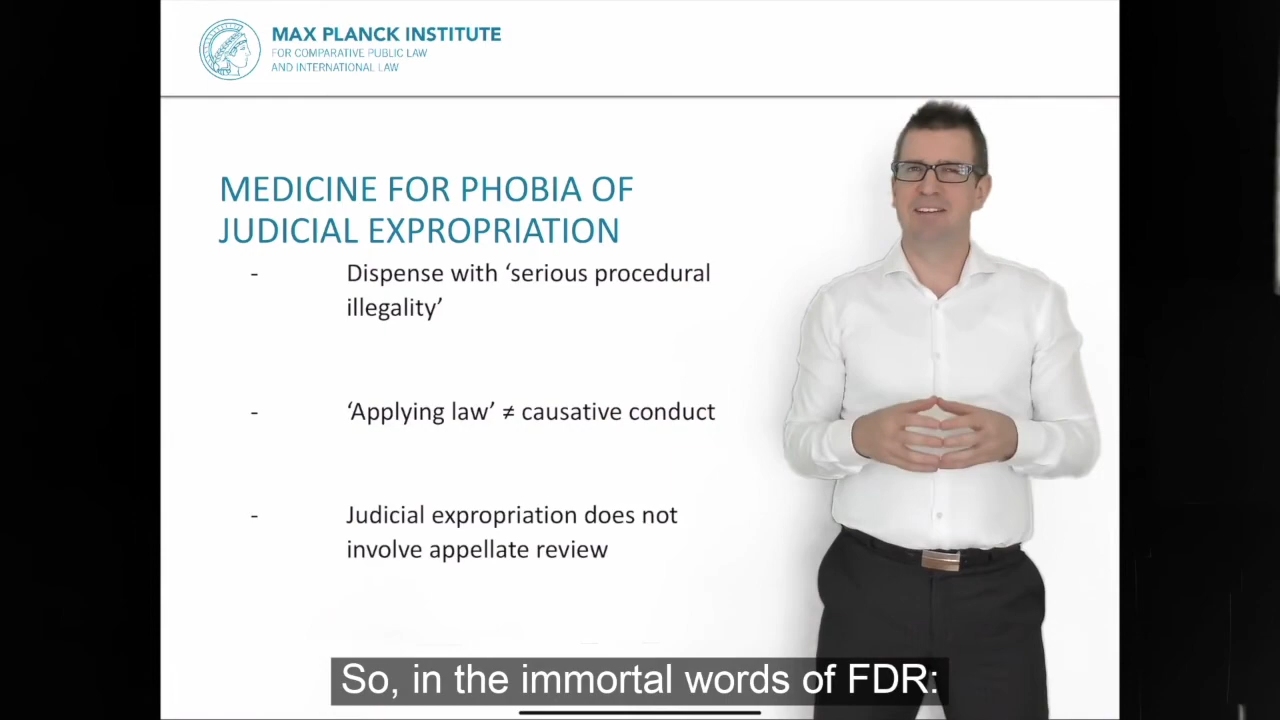 MAX PLANCK INSTITUTE
FOR COMPARATIVE PUBLIC LAW
AND INTERNATIONAL LAW
MEDICINE FOR PHOBIA OF
JUDICIAL EXPROPRIATION
- Dispense with ‘serious procedural
illegality’
- ‘Applying law’ ≠ causative conduct
- Judicial expropriation does not
involve appellate review
So, in the immortal words of FDR: